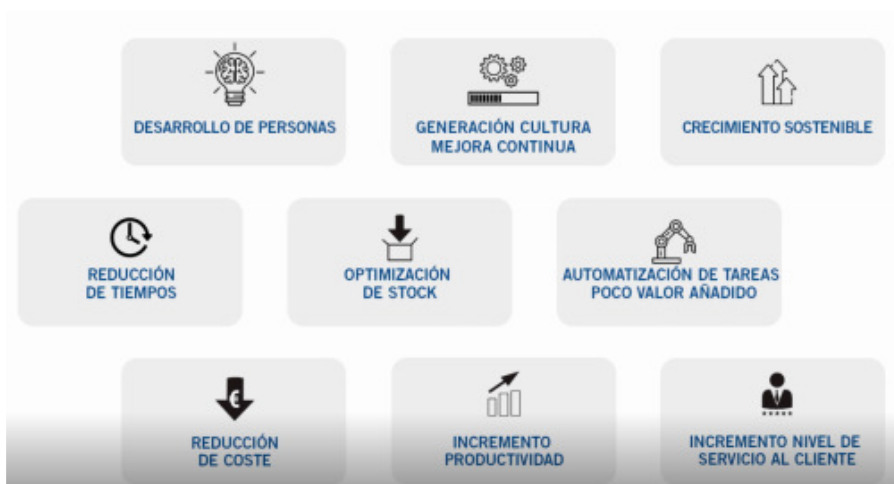 DESARROLLO DE PERSONAS
GENERACIÓN CULTURA
MEJORA CONTINUA
CRECIMIENTO SOSTENIBLE
REDUCCIÓN
DE TIEMPOS
OPTIMIZACIÓN
DE STOCK
AUTOMATIZACIÓN DE TAREAS
POCO VALOR AÑADIDO
€
REDUCCIÓN
DE COSTE
INCREMENTO
PRODUCTIVIDAD
INCREMENTO NIVEL DE
SERVICIO AL CLIENTE